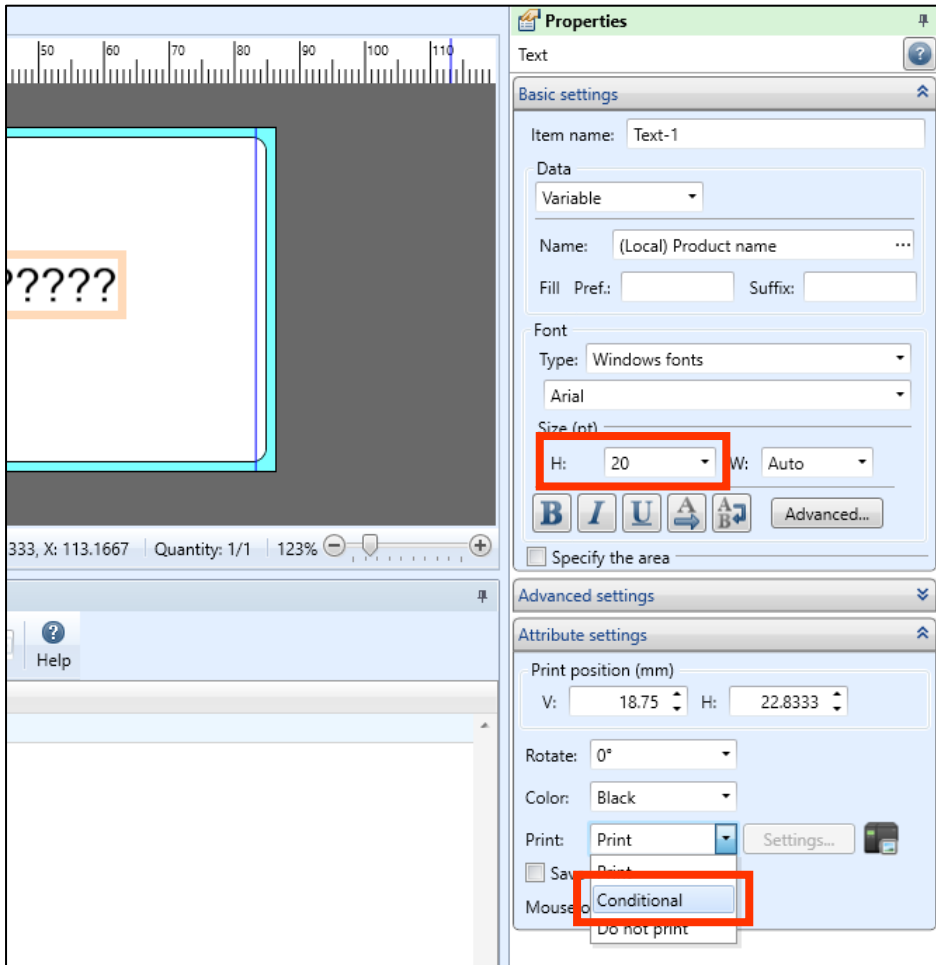 Properties
50 60 70 80 90 100 110
Text
Basic settings
Item name: Text-1
Data
Variable
Name: (Local) Product name ...
?????
Fill Pref.: Suffix:
Font
Type: Windows fonts
Arial
Size (pt)
H: 20 W: Auto
B I U A A B Advanced...
333, X: 113.1667 Quantity: 1/1 123%
Specify the area
Advanced settings
Help
Attribute settings
Print position (mm)
V: 18.75 H: 22.8333
Rotate: 0°
Color: Black
Print: Print Settings...
Sav Print
Conditional
Mouse o
Do not print